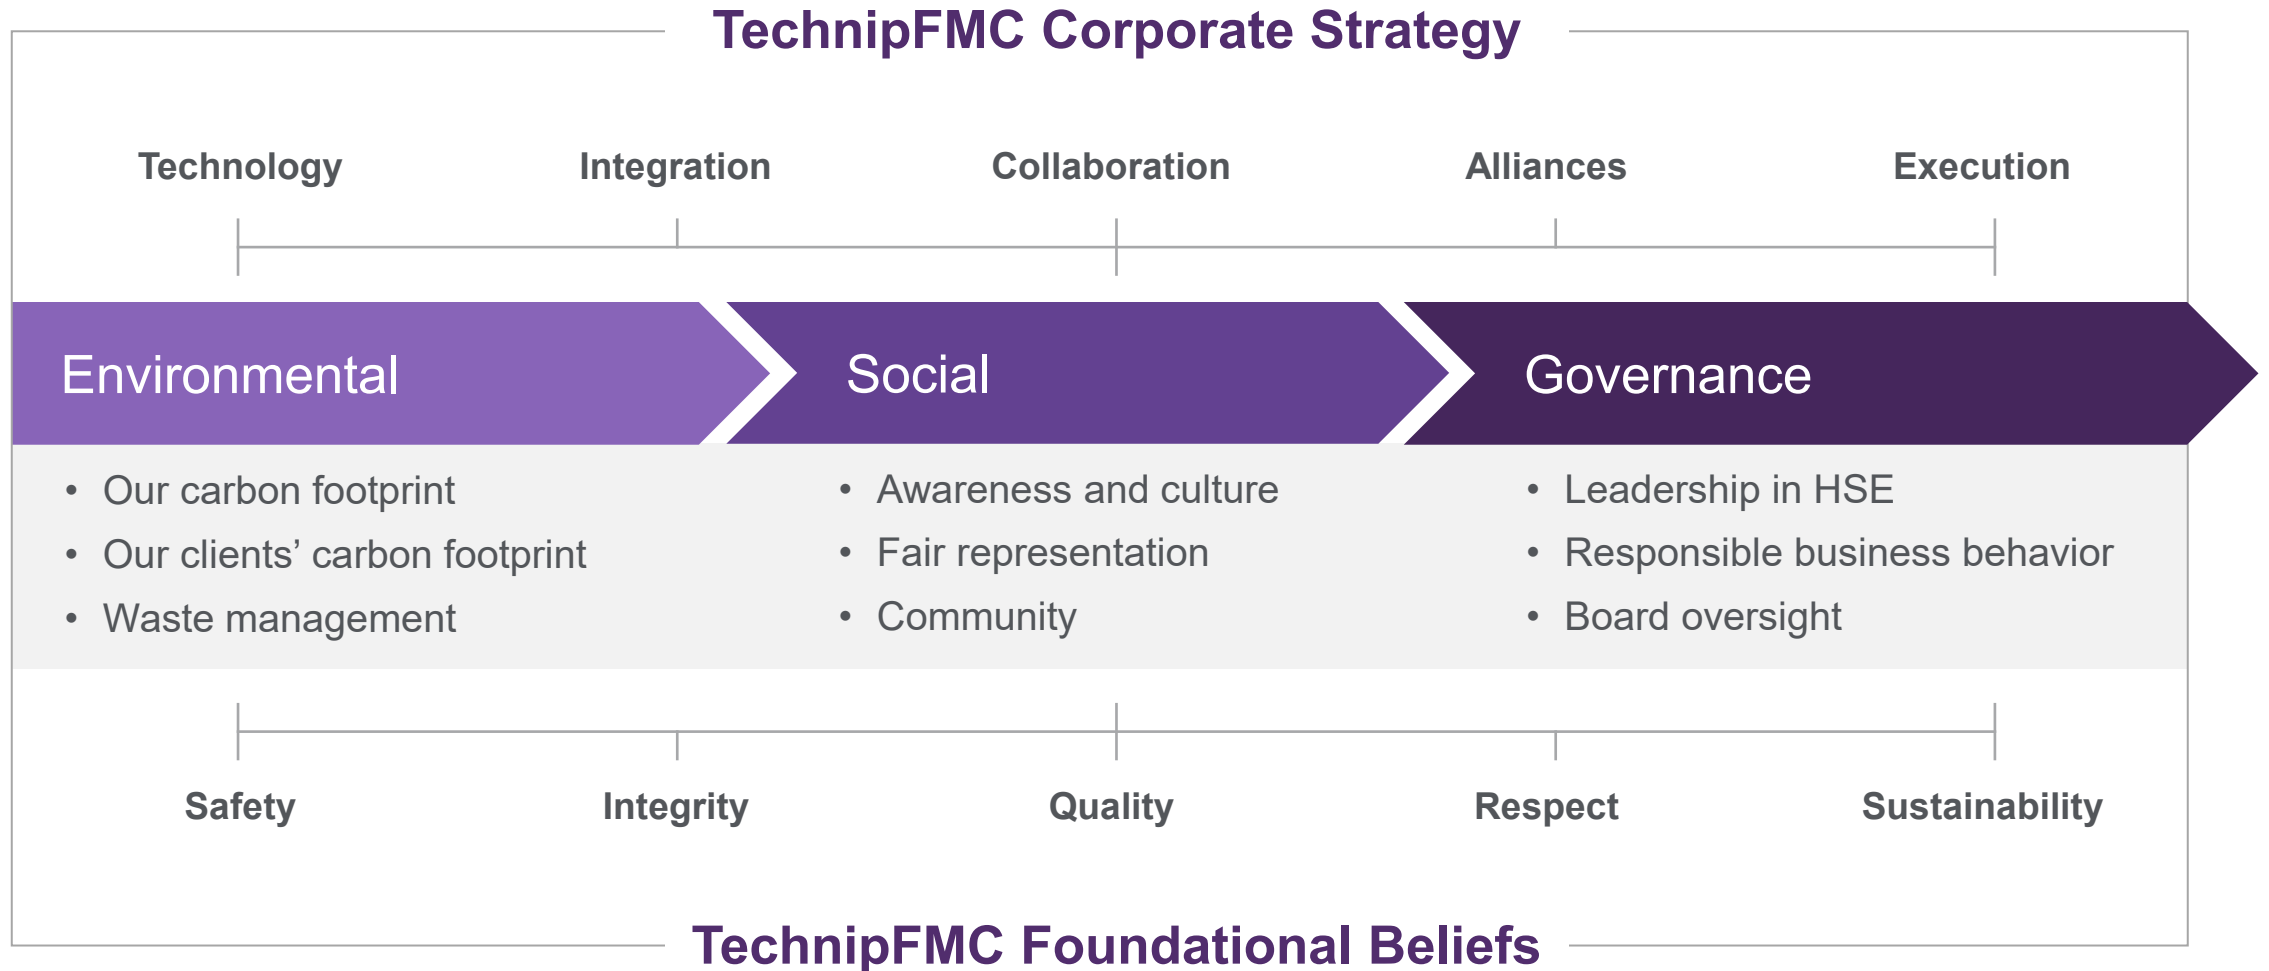 TechnipFMC Corporate Strategy
Technology
Integration
Collaboration
Alliances
Execution
Environmental
• Our carbon footprint
• Our clients’ carbon footprint
• Waste management
Social
• Awareness and culture
• Fair representation
• Community
Governance
• Leadership in HSE
• Responsible business behavior
• Board oversight
Safety
Integrity
Quality
Respect
Sustainability
TechnipFMC Foundational Beliefs